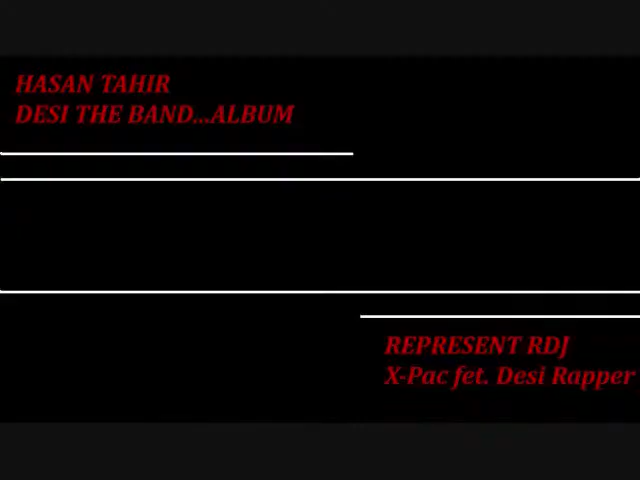 HASAN TAHIR
DESI THE BAND...ALBUM
REPRESENT RDJ
X-Pac fet. Desi Rapper